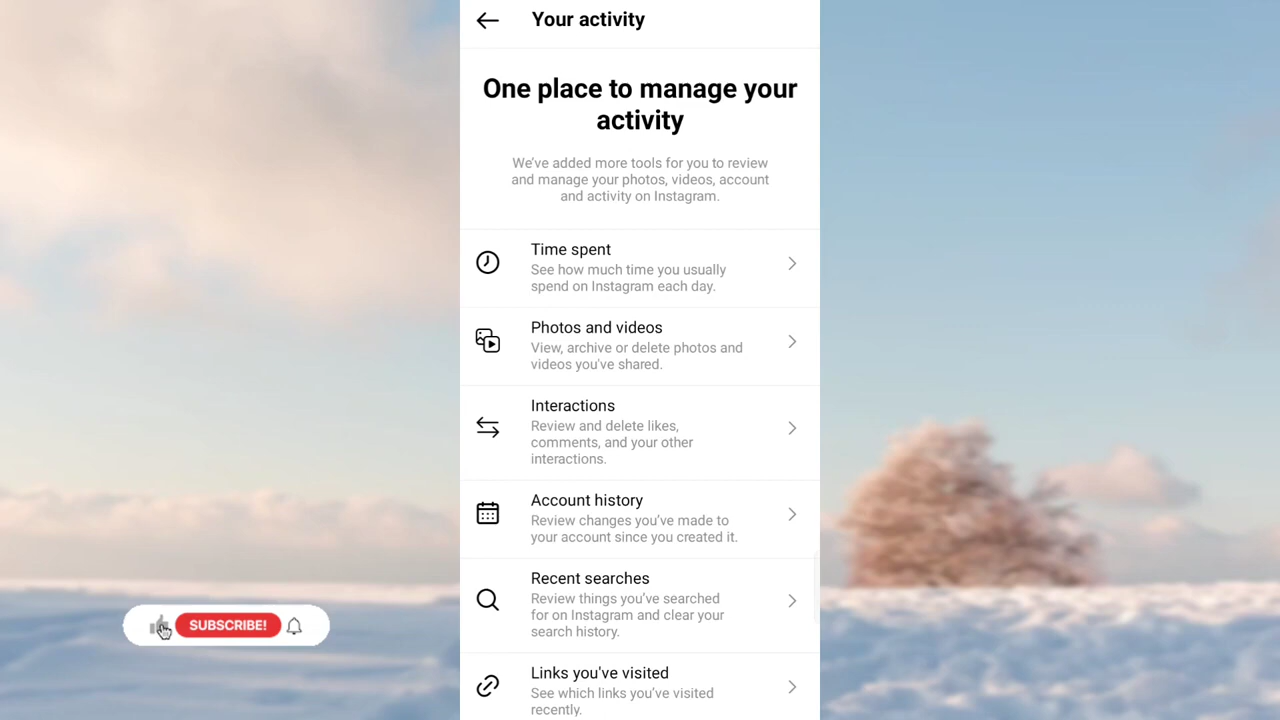 Your activity
One place to manage your
activity
We've added more tools for you to review
and manage your photos, videos, account
and activity on Instagram.
Time spent
See how much time you usually
spend on Instagram each day.
Photos and videos
View, archive or delete photos and
videos you've shared.
Interactions
Review and delete likes,
comments, and your other
interactions.
Account history
Review changes you've made to
your account since you created it.
Recent searches
Review things you've searched
for on Instagram and clear your
search history.
SUBSCRIBE!
Links you've visited
See which links you've visited
recently.